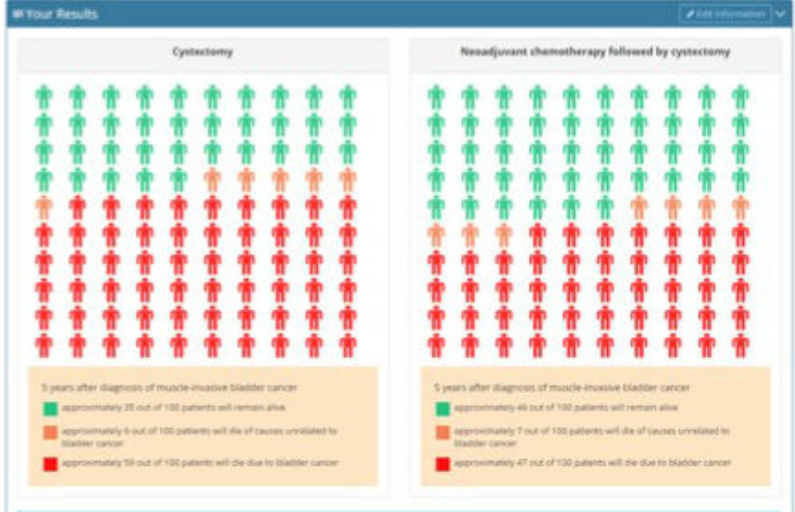 Your Results
Edit Information
Cystectomy
5 years after diagnosis of muscle-invasive bladder cancer
approximately 35 out of 100 patients will remain alive
approximately 6 out of 100 patients will die of causes unrelated to
bladder cancer
approximately 59 out of 100 patients will die due to bladder cancer
Neoadjuvant chemotherapy followed by cystectomy
5 years after diagnosis of muscle-invasive bladder cancer
approximately 46 out of 100 patients will remain alive
approximately 7 out of 100 patients will die of causes unrelated to
bladder cancer
approximately 47 out of 100 patients will die due to bladder cancer